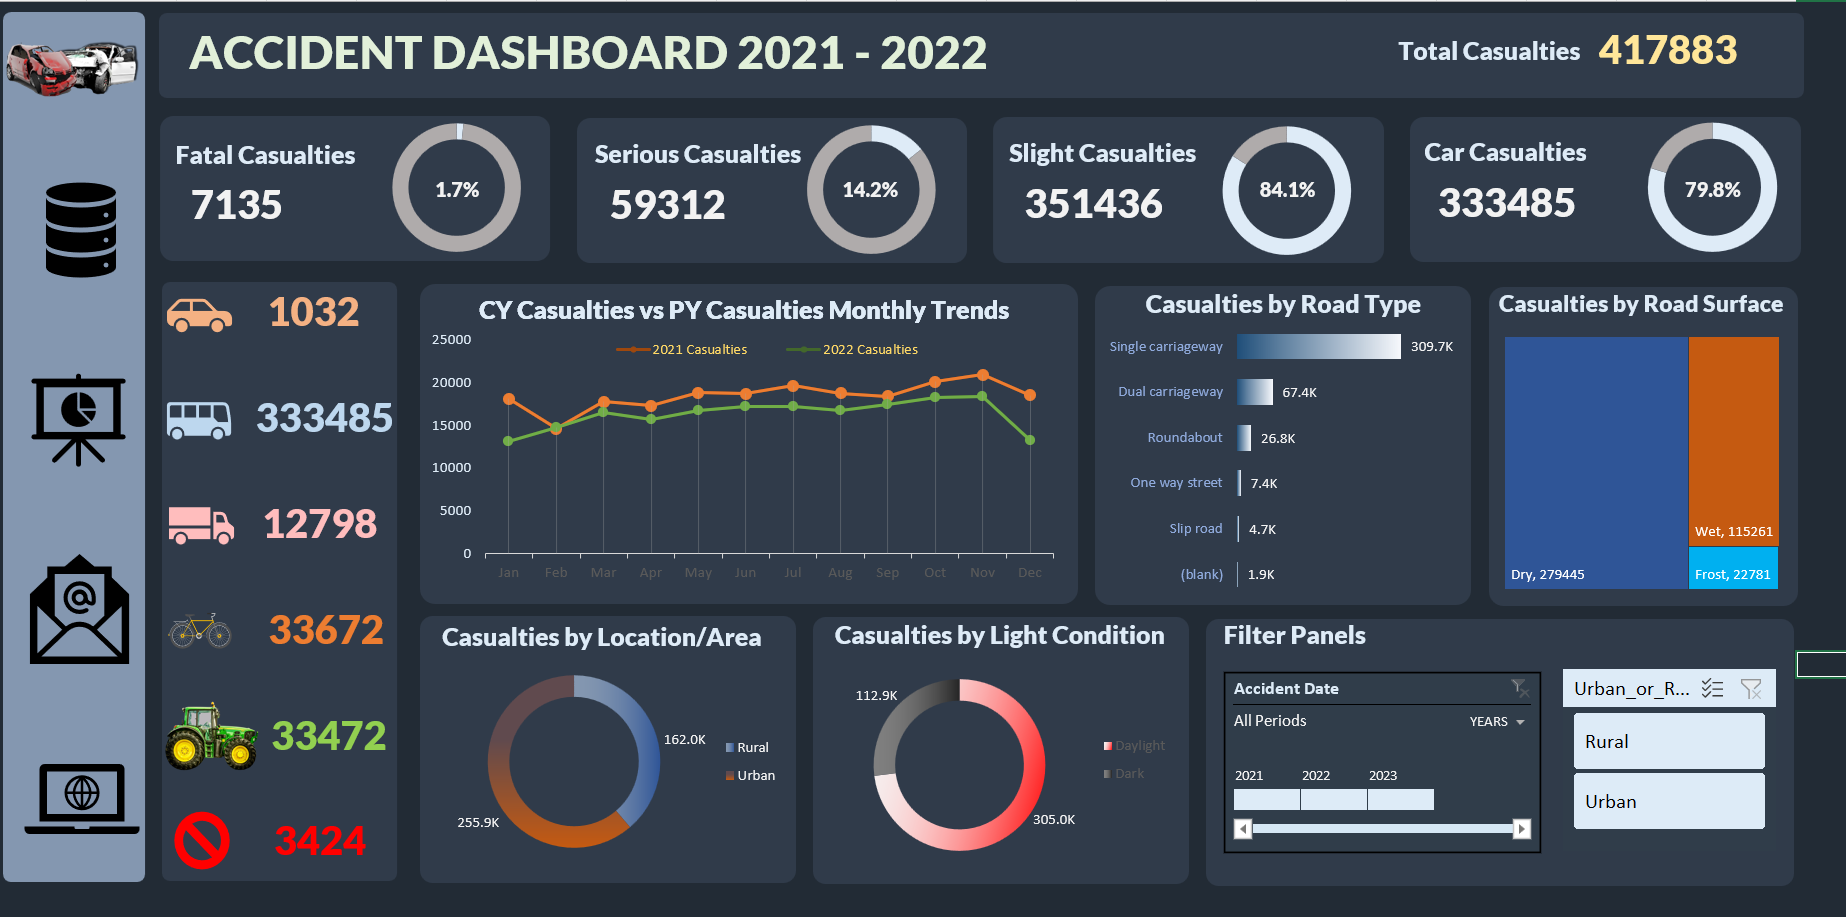 ACCIDENT DASHBOARD 2021 - 2022
Total Casualties 417883
Fatal Casualties
7135
1.7%
Serious Casualties
59312
14.2%
Slight Casualties
351436
84.1%
Car Casualties
333485
79.8%
1032
333485
12798
33672
33472
3424
CY Casualties vs PY Casualties Monthly Trends
2021 Casualties 2022 Casualties
25000
20000
15000
10000
5000
0
Jan Feb Mar Apr May Jun Jul Aug Sep Oct Nov Dec
Casualties by Road Type
Single carriageway 309.7K
Dual carriageway 67.4K
Roundabout 26.8K
One way street 7.4K
Slip road 4.7K
(blank) 1.9K
Casualties by Road Surface
Dry, 279445
Wet, 115261
Frost, 22781
Casualties by Location/Area
162.0K
255.9K
Rural
Urban
Casualties by Light Condition
112.9K
305.0K
Daylight
Dark
Filter Panels
Accident Date
All Periods YEARS
2021 2022 2023
Urban_or_R...
Rural
Urban